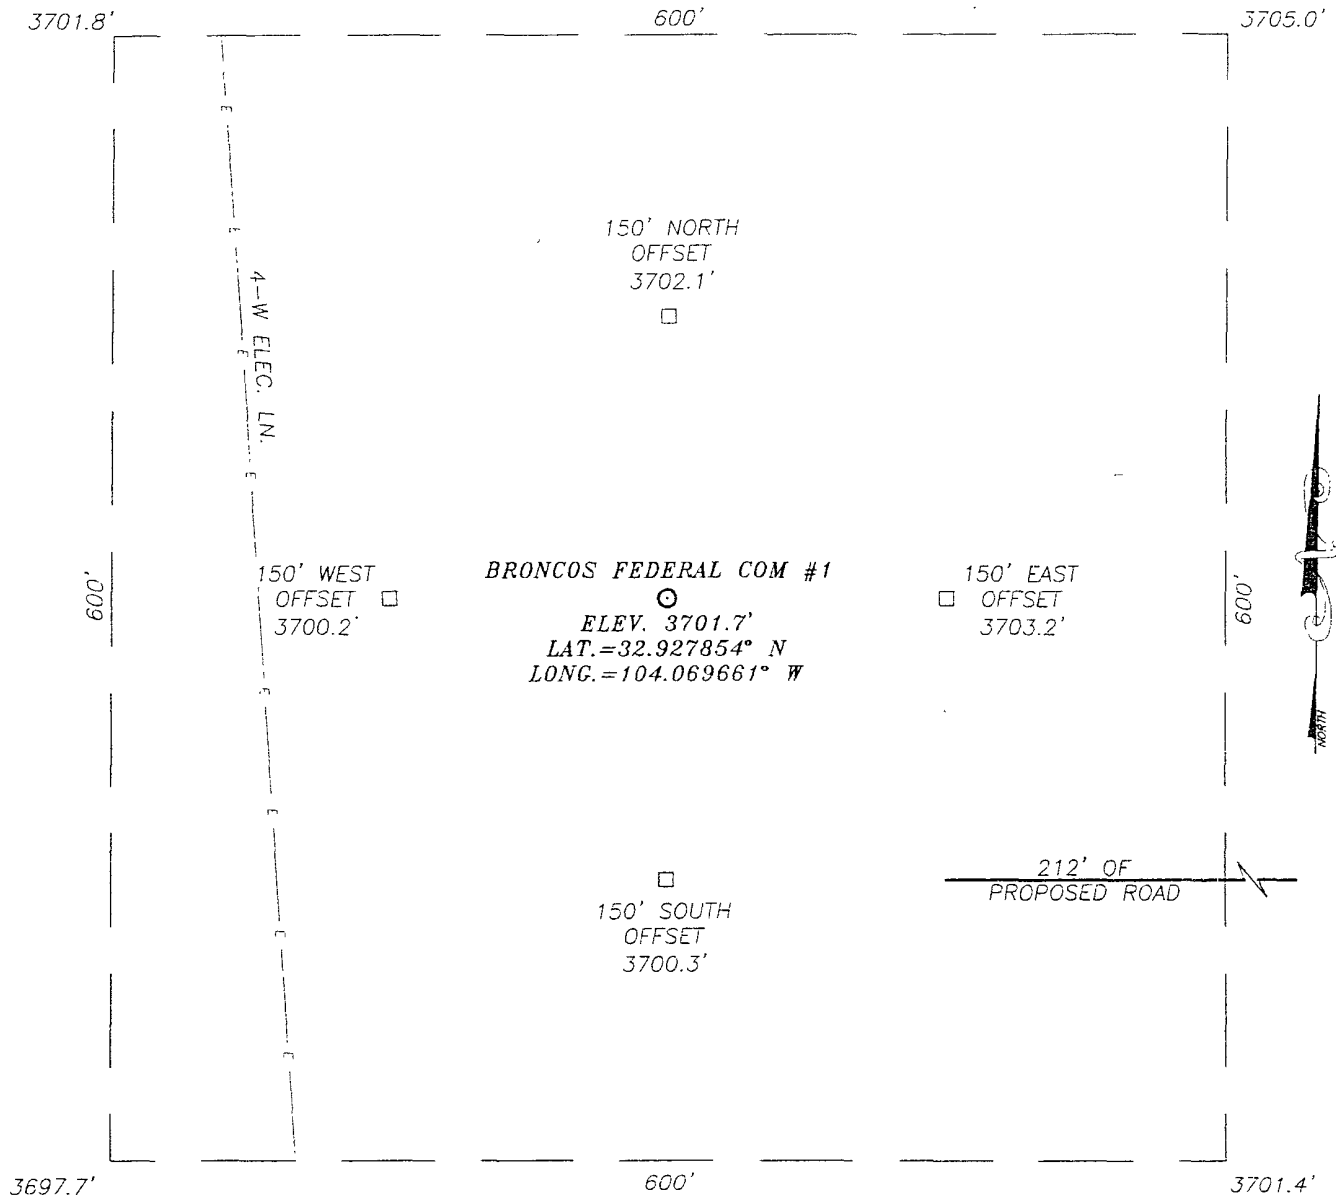 3701.8'
600'
3705.0'
150' NORTH
OFFSET
3702.1'
4-W ELEC. LN.
E
E
E
E
E
E
E
E
600'
150' WEST
OFFSET
3700.2'
BRONCOS FEDERAL COM #1
ELEV. 3701.7'
LAT.=32.927854° N
LONG.=104.069661° W
150' EAST
OFFSET
3703.2'
600'
NORTH
150' SOUTH
OFFSET
3700.3'
212' OF
PROPOSED ROAD
3697.7'
600'
3701.4'